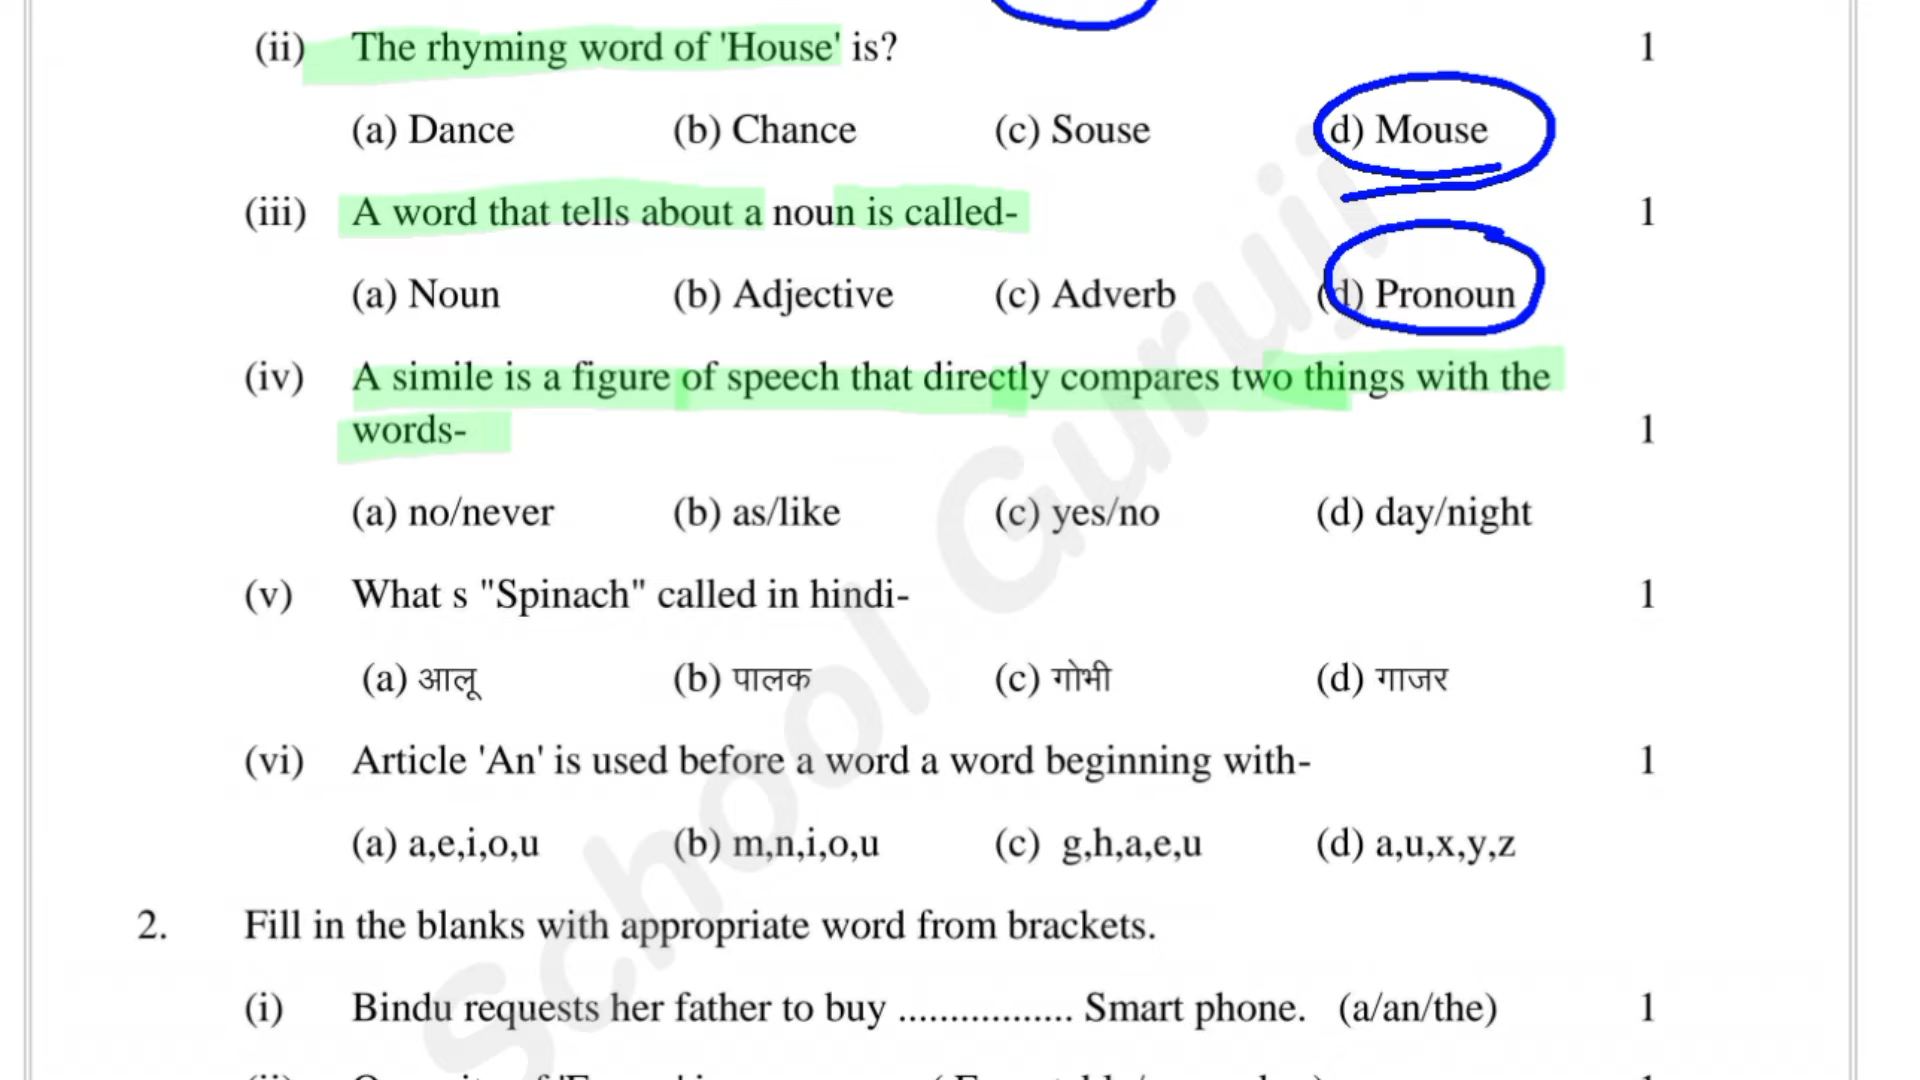 (ii) The rhyming word of 'House' is? 1
(a) Dance (b) Chance (c) Souse (d) Mouse
(iii) A word that tells about a noun is called- 1
(a) Noun (b) Adjective (c) Adverb (d) Pronoun
(iv) A simile is a figure of speech that directly compares two things with the
words- 1
(a) no/never (b) as/like (c) yes/no (d) day/night
(v) What s "Spinach" called in hindi- 1
(a) आलू (b) पालक (c) गोभी (d) गाजर
(vi) Article 'An' is used before a word a word beginning with- 1
(a) a,e,i,o,u (b) m,n,i,o,u (c) g,h,a,e,u (d) a,u,x,y,z
2. Fill in the blanks with appropriate word from brackets.
(i) Bindu requests her father to buy ................. Smart phone. (a/an/the) 1
School Guruji